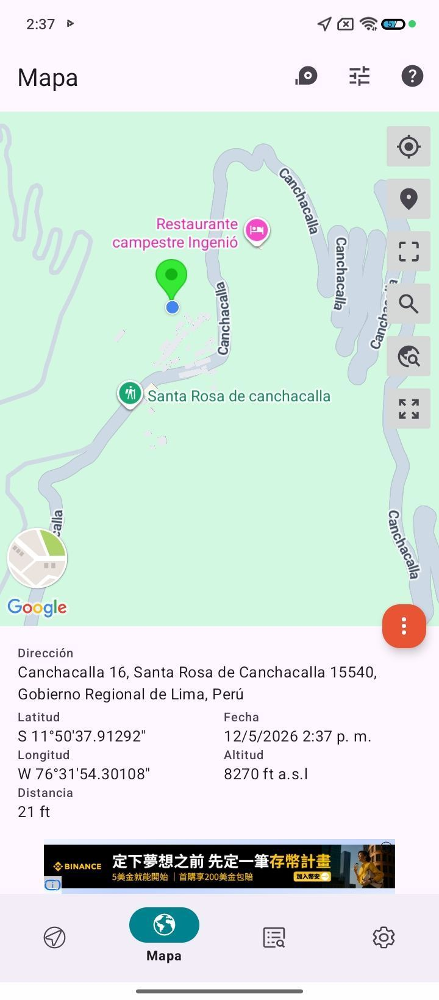 2:37
57
Mapa
Canchacalla
Restaurante
campestre Ingenió
Canchacalla
Canchacalla
Canchacalla
Santa Rosa de canchacalla
calla
Canchacalla
Google
Dirección
Canchacalla 16, Santa Rosa de Canchacalla 15540,
Gobierno Regional de Lima, Perú
Latitud
S 11°50'37.91292"
Fecha
12/5/2026 2:37 p. m.
Longitud
W 76°31'54.30108"
Altitud
8270 ft a.s.l
Distancia
21 ft
BINANCE
定下夢想之前 先定一筆存幣計畫
5美金就能開始 | 首購享200美金包賠
加入幣安
Mapa